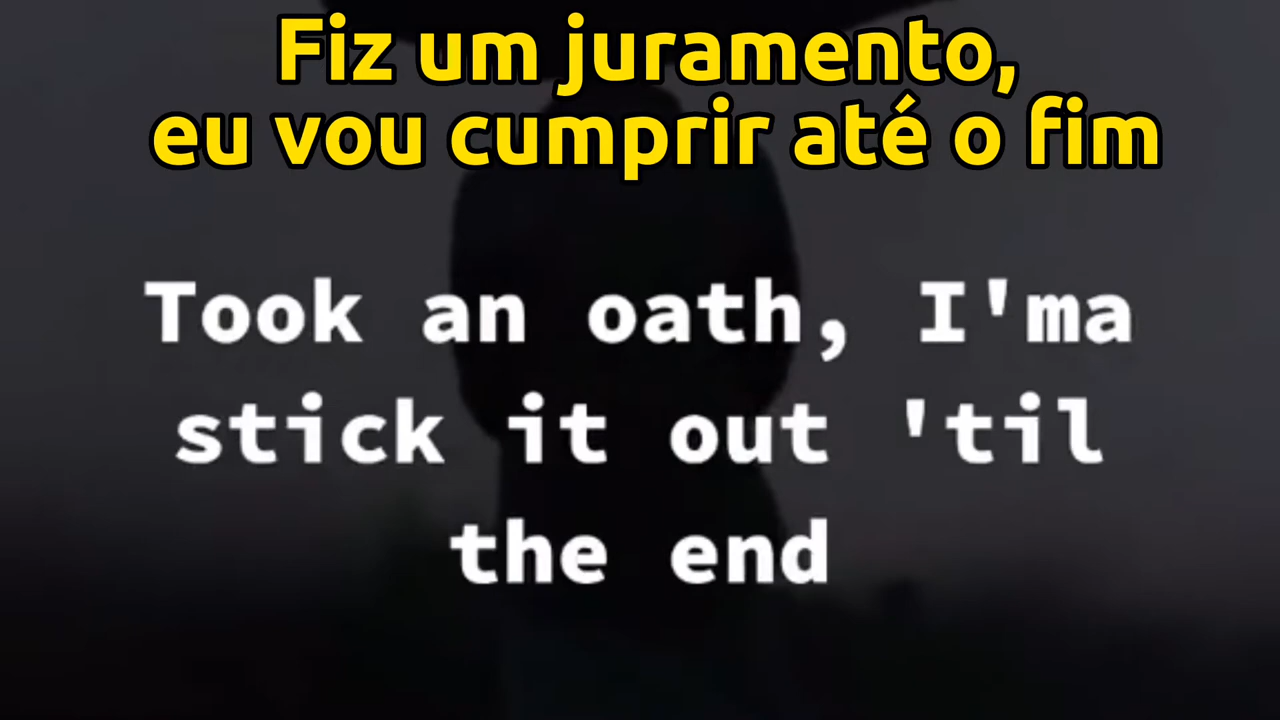 Fiz um juramento,
eu vou cumprir até o fim
Took an oath, I'ma
stick it out 'til
the end